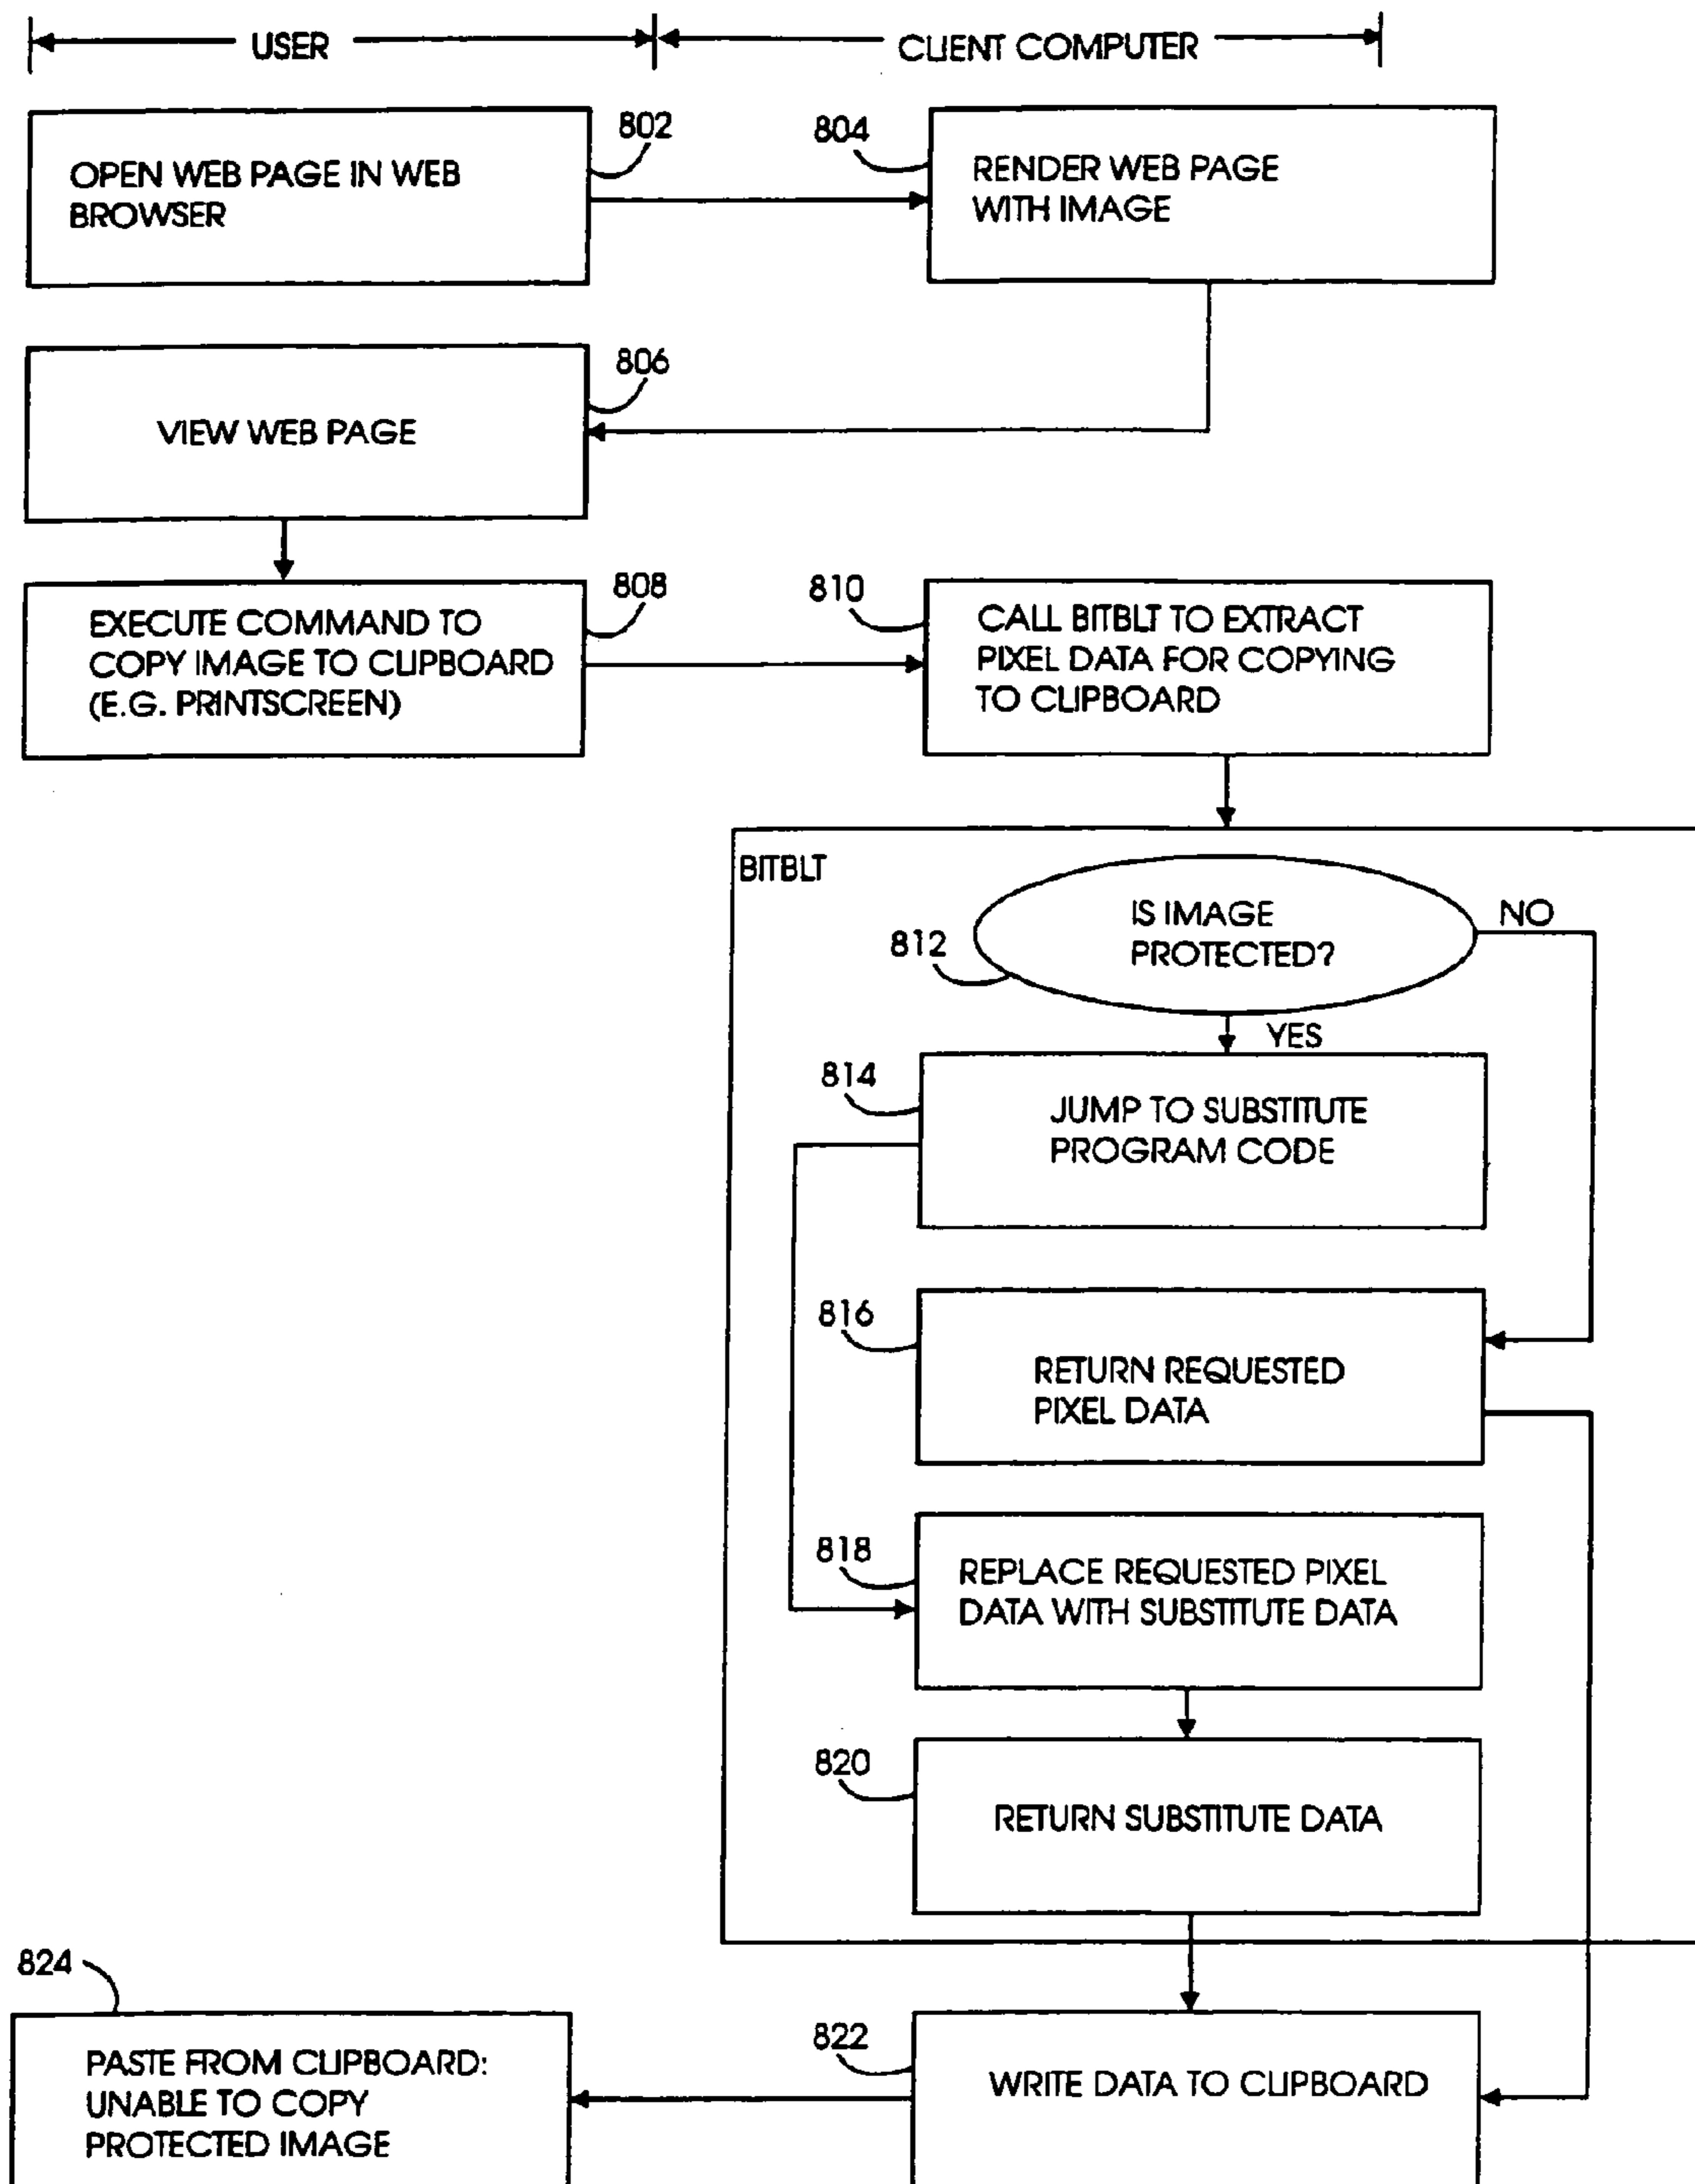 USER
CLIENT COMPUTER
802
804
OPEN WEB PAGE IN WEB
BROWSER
RENDER WEB PAGE
WITH IMAGE
806
VIEW WEB PAGE
808
810
EXECUTE COMMAND TO
COPY IMAGE TO CLIPBOARD
(E.G. PRINTSCREEN)
CALL BITBLT TO EXTRACT
PIXEL DATA FOR COPYING
TO CLIPBOARD
BITBLT
IS IMAGE
PROTECTED?
NO
812
YES
814
JUMP TO SUBSTITUTE
PROGRAM CODE
816
RETURN REQUESTED
PIXEL DATA
818
REPLACE REQUESTED PIXEL
DATA WITH SUBSTITUTE DATA
820
RETURN SUBSTITUTE DATA
824
822
PASTE FROM CLIPBOARD:
UNABLE TO COPY
PROTECTED IMAGE
WRITE DATA TO CLIPBOARD